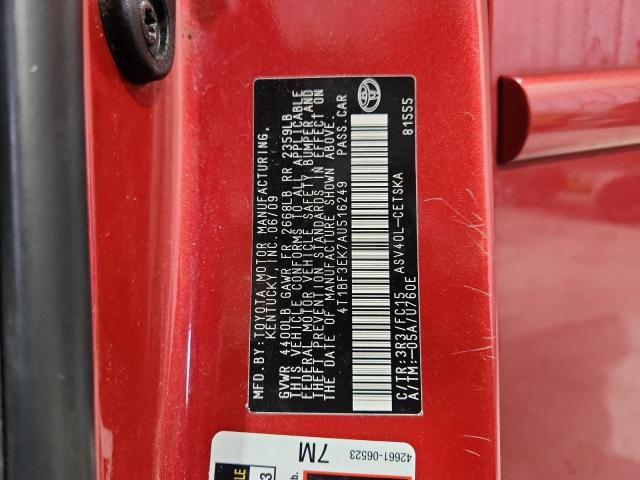 MFD.BY: TOYOTA MOTOR MANUFACTURING,
KENTUCKY, INC. 06/09
GVWR 4400LB GAWR FR 2668LB RR 2359LB
THIS VEHICLE CONFORMS TO ALL APPLICABLE
FEDERAL MOTOR VEHICLE SAFETY, BUMPER, AND
THEFT PREVENTION STANDARDS IN EFFECT ON
THE DATE OF MANUFACTURE SHOWN ABOVE.
4T1BF3EK7AU516249 PASS.CAR
C/TR: 3R3/FC15 ASV40L-CETSKA
A/TM: -05A/U760E
81555
42661-06523
7M